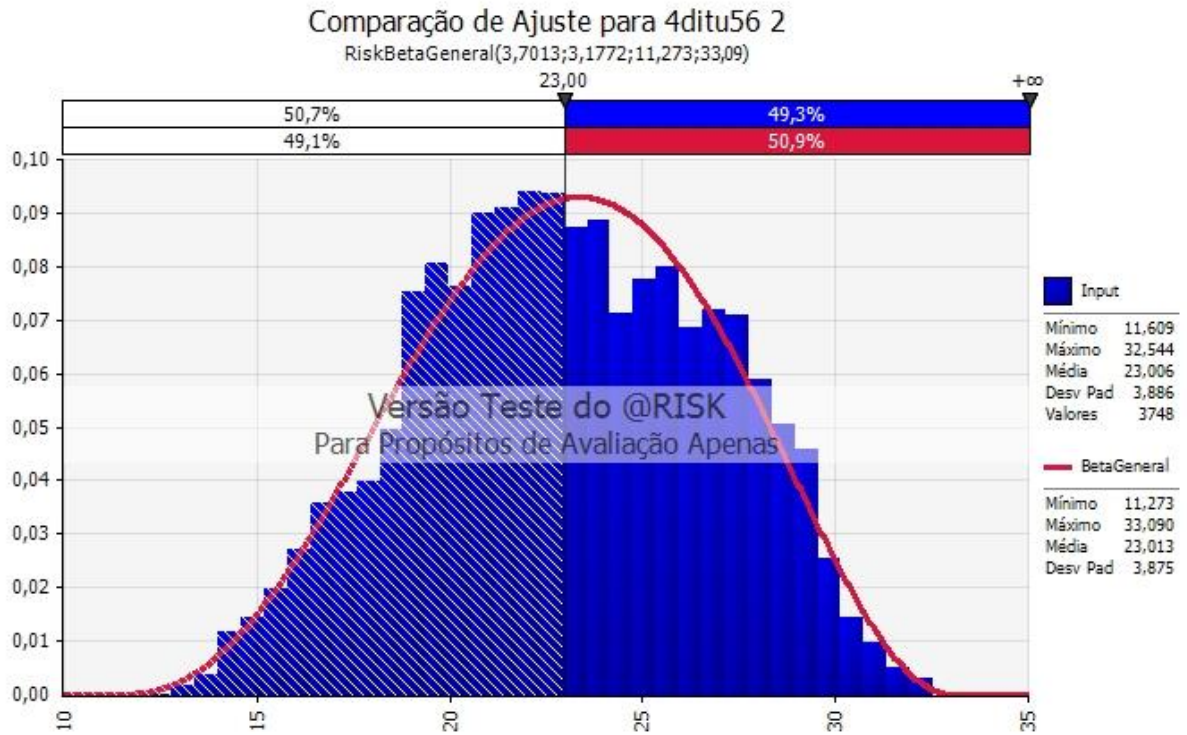 Comparação de Ajuste para 4ditu56 2
RiskBetaGeneral(3,7013;3,1772;11,273;33,09)
23,00 +∞
50,7% 49,3%
49,1% 50,9%
0,10
0,09
0,08
0,07
0,06
0,05
0,04
0,03
0,02
0,01
0,00
10 15 20 25 30 35
Versão Teste do @RISK
Para Propósitos de Avaliação Apenas
Input
Mínimo 11,609
Máximo 32,544
Média 23,006
Desv Pad 3,886
Valores 3748
BetaGeneral
Mínimo 11,273
Máximo 33,090
Média 23,013
Desv Pad 3,875